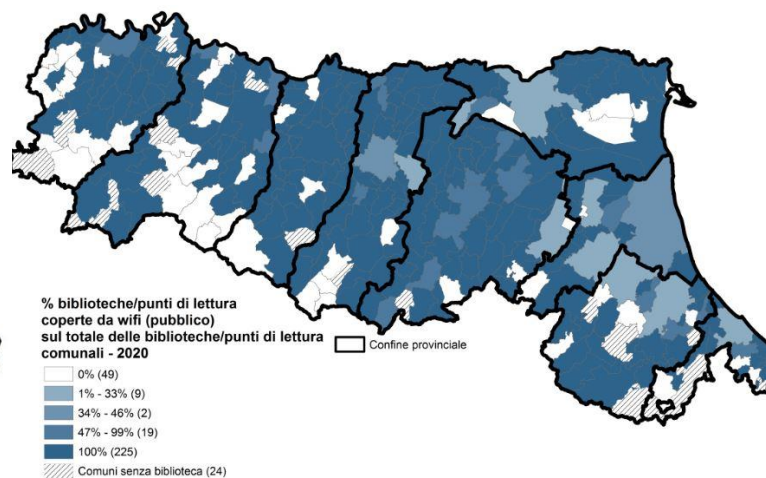 % biblioteche/punti di lettura
coperte da wifi (pubblico)
sul totale delle biblioteche/punti di lettura
comunali - 2020
Confine provinciale
0% (49)
1% - 33% (9)
34% - 46% (2)
47% - 99% (19)
100% (225)
Comuni senza biblioteca (24)